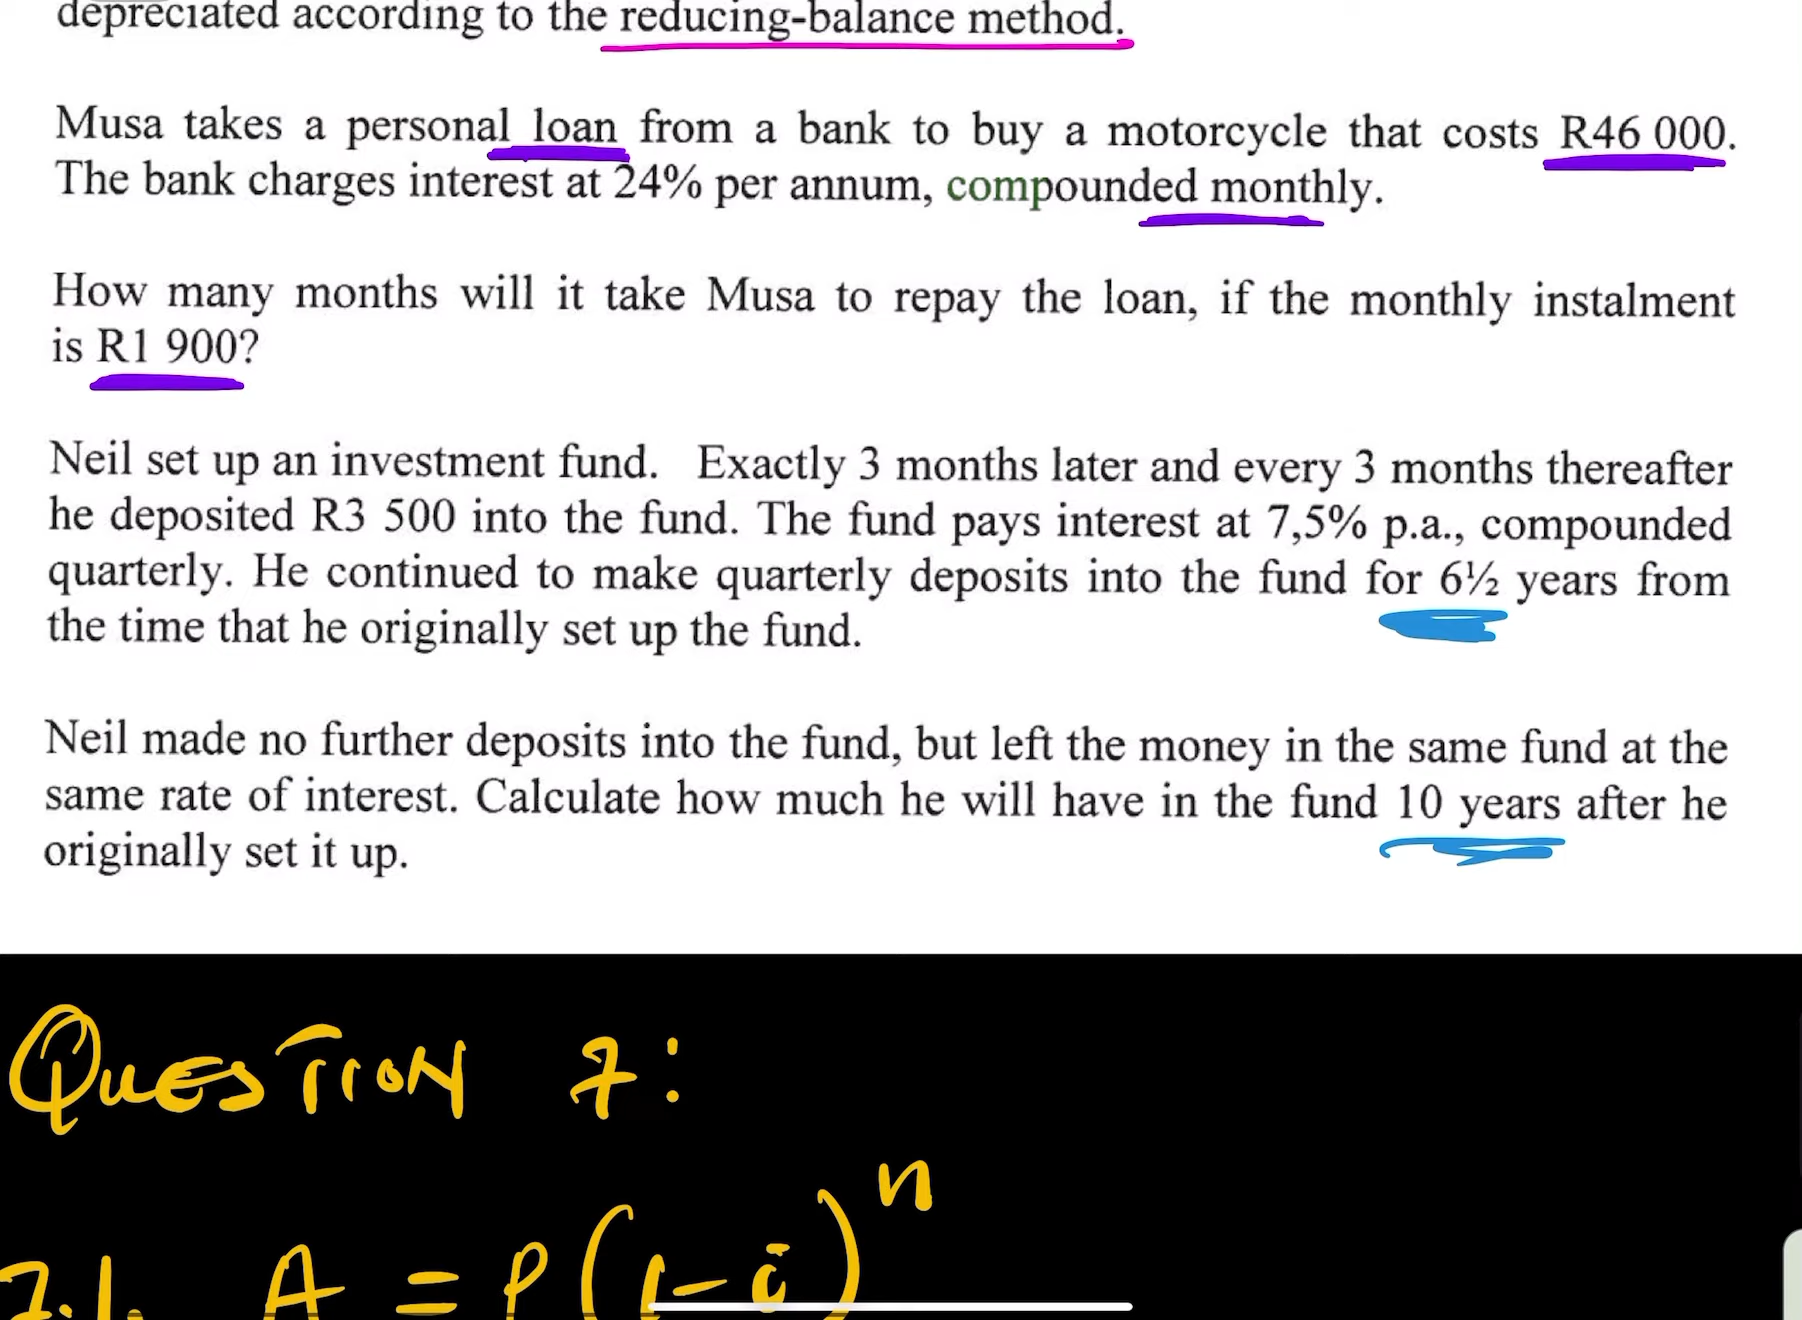 depreciated according to the reducing-balance method.
Musa takes a personal loan from a bank to buy a motorcycle that costs R46 000.
The bank charges interest at 24% per annum, compounded monthly.
How many months will it take Musa to repay the loan, if the monthly instalment
is R1 900?
Neil set up an investment fund. Exactly 3 months later and every 3 months thereafter
he deposited R3 500 into the fund. The fund pays interest at 7,5% p.a., compounded
quarterly. He continued to make quarterly deposits into the fund for 6½ years from
the time that he originally set up the fund.
Neil made no further deposits into the fund, but left the money in the same fund at the
same rate of interest. Calculate how much he will have in the fund 10 years after he
originally set it up.
QUESTION 7:
7.1. A = P(1-i)^n